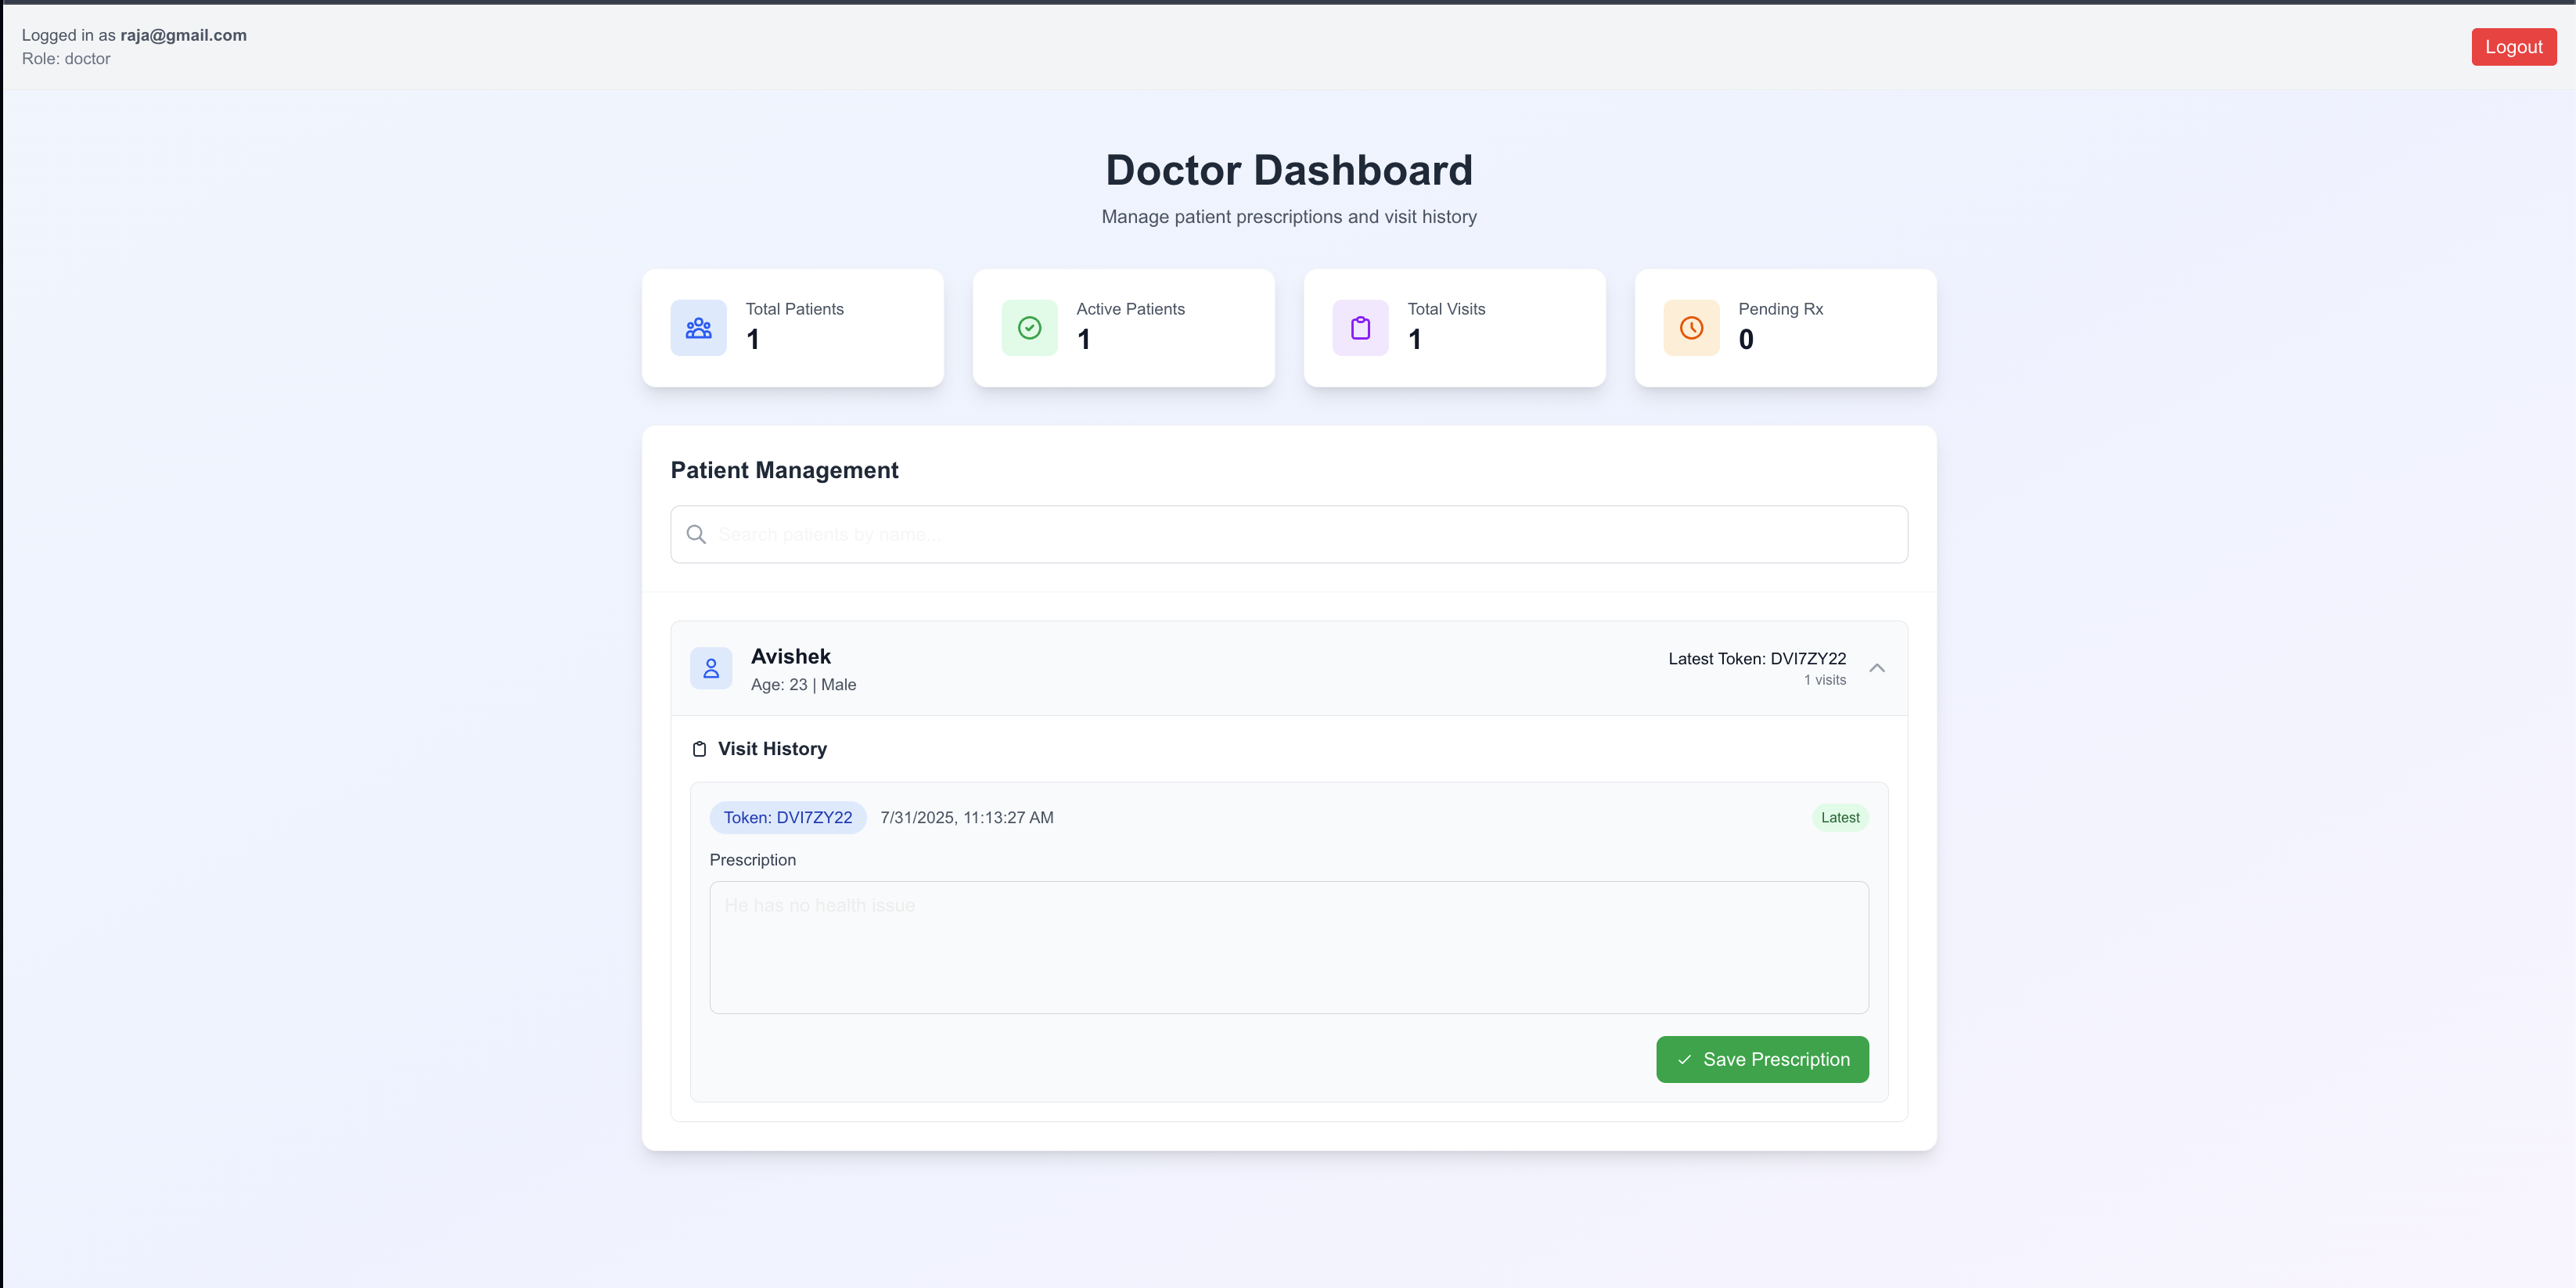 Logged in as raja@gmail.com
Role: doctor
Logout
Doctor Dashboard
Manage patient prescriptions and visit history
Total Patients
1
Active Patients
1
Total Visits
1
Pending Rx
0
Patient Management
Search patients by name...
Avishek
Age: 23 | Male
Latest Token: DVI7ZY22
1 visits
Visit History
Token: DVI7ZY22 7/31/2025, 11:13:27 AM
Latest
Prescription
He has no health issue
Save Prescription